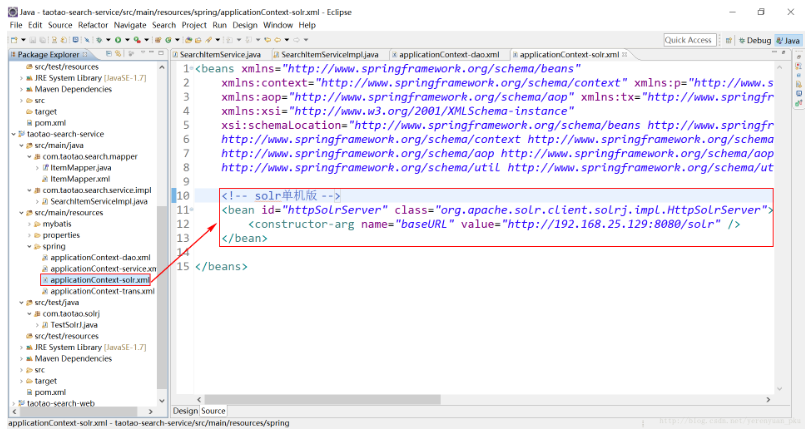 Java - taotao-search-service/src/main/resources/spring/applicationContext-solr.xml - Eclipse
File Edit Source Refactor Navigate Search Project Run Design Window Help
Quick Access
Debug
Java
Package Explorer
SearchItemService.java
SearchItemServiceImpl.java
applicationContext-dao.xml
applicationContext-solr.xml
src/test/resources
JRE System Library [JavaSE-1.7]
Maven Dependencies
src
target
pom.xml
taotao-search-service
src/main/java
com.taotao.search.mapper
ItemMapper.java
ItemMapper.xml
com.taotao.search.service.impl
SearchItemServiceImpl.java
src/main/resources
mybatis
properties
spring
applicationContext-dao.xml
applicationContext-service.xm
applicationContext-solr.xml
applicationContext-trans.xml
src/test/java
com.taotao.solrj
TestSolrJ.java
src/test/resources
JRE System Library [JavaSE-1.7]
Maven Dependencies
src
target
pom.xml
taotao-search-web
1 <beans xmlns="http://www.springframework.org/schema/beans"
2 xmlns:context="http://www.springframework.org/schema/context" xmlns:p="http://www.s
3 xmlns:aop="http://www.springframework.org/schema/aop" xmlns:tx="http://www.springfr
4 xmlns:xsi="http://www.w3.org/2001/XMLSchema-instance"
5 xsi:schemaLocation="http://www.springframework.org/schema/beans http://www.springfr
6 http://www.springframework.org/schema/context http://www.springframework.org/schema
7 http://www.springframework.org/schema/aop http://www.springframework.org/schema/aop
8 http://www.springframework.org/schema/util http://www.springframework.org/schema/ut
9
10 <!-- solr单机版 -->
11 <bean id="httpSolrServer" class="org.apache.solr.client.solrj.impl.HttpSolrServer">
12 <constructor-arg name="baseURL" value="http://192.168.25.129:8080/solr" />
13 </bean>
14
15 </beans>
Design Source
applicationContext-solr.xml - taotao-search-service/src/main/resources/spring